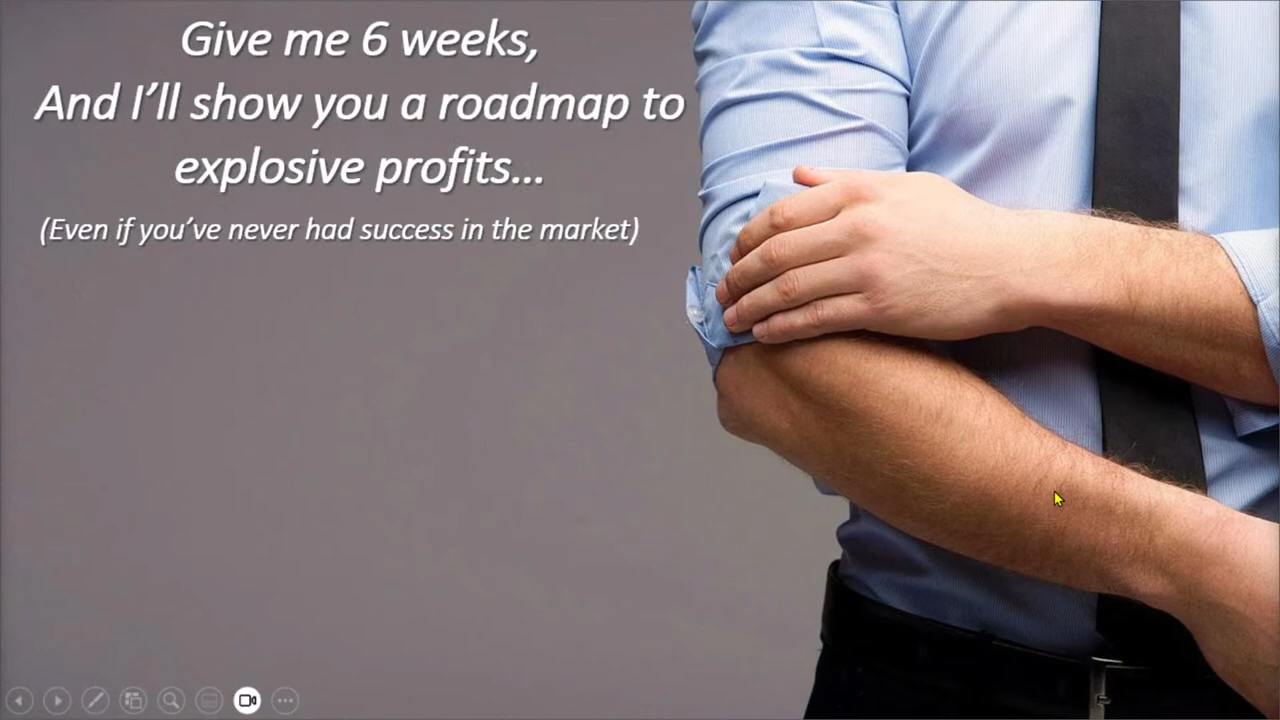 Give me 6 weeks,
And I’ll show you a roadmap to
explosive profits...
(Even if you’ve never had success in the market)